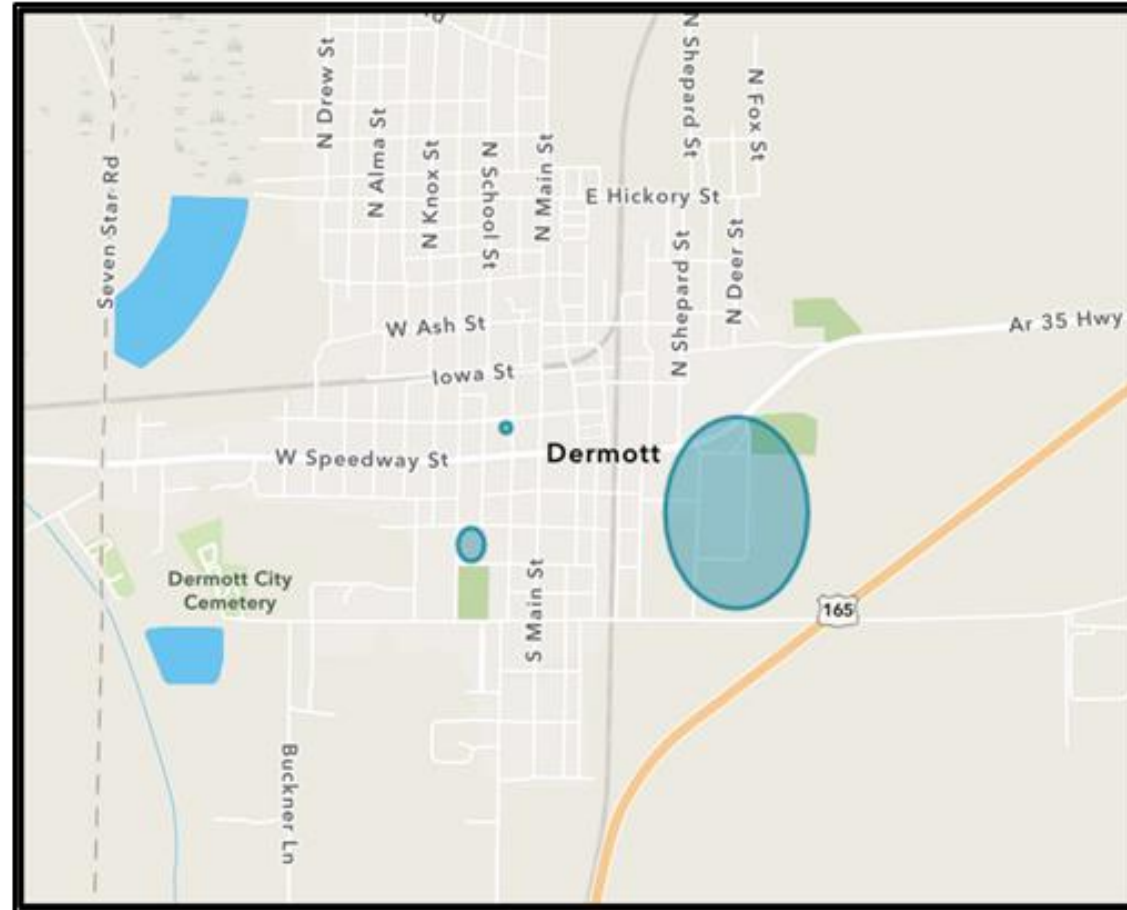 N Drew St
N Alma St
N Knox St
N School St
N Main St
N Shepard St
N Fox St
E Hickory St
Seven Star Rd
N Shepard St
N Deer St
W Ash St
Ar 35 Hwy
Iowa St
W Speedway St
Dermott
Dermott City
Cemetery
S Main St
165
Buckner Ln